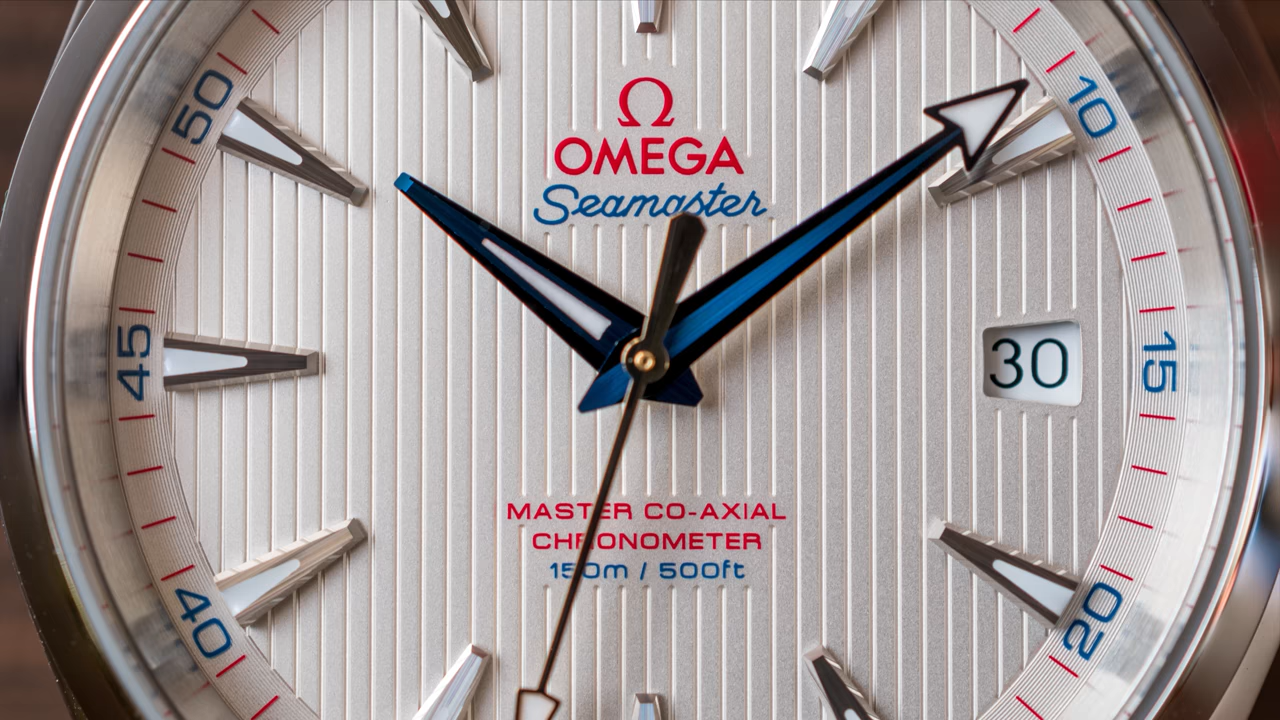 Ω
OMEGA
Seamaster
50
10
45
30
15
MASTER CO-AXIAL
CHRONOMETER
150m / 500ft
40
20